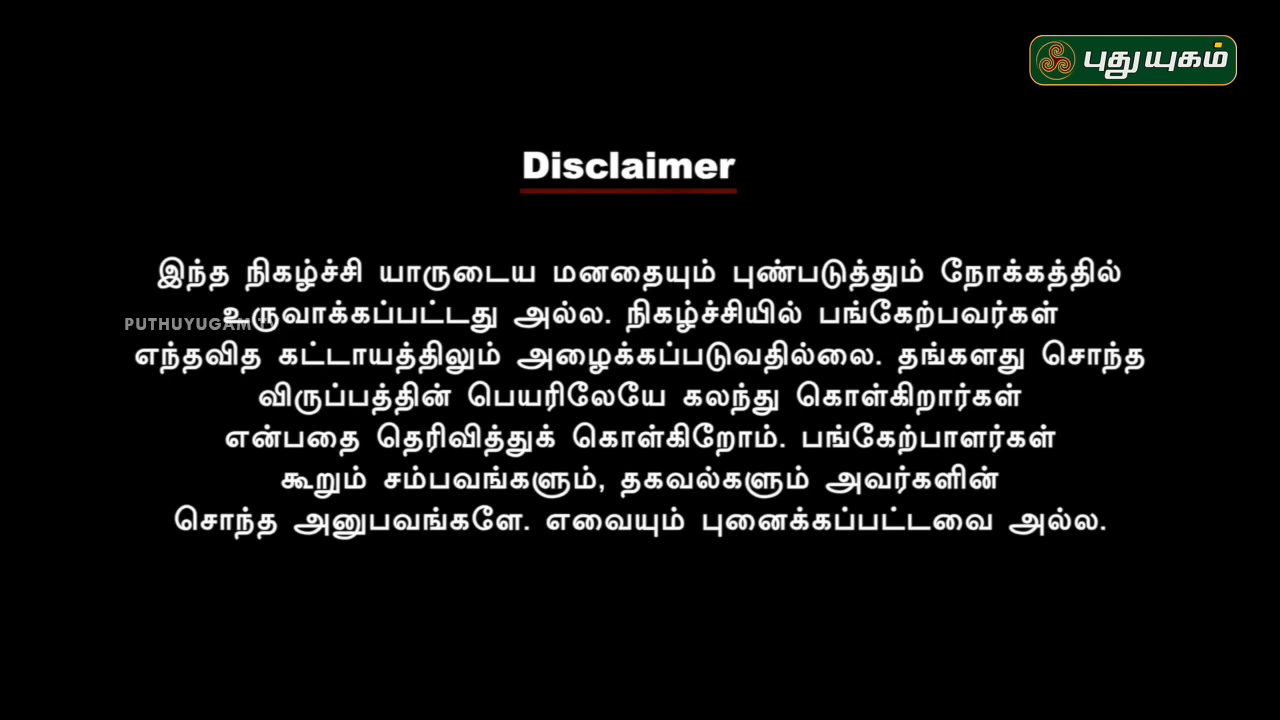 புதுயுகம்
Disclaimer
இந்த நிகழ்ச்சி யாருடைய மனதையும் புண்படுத்தும் நோக்கத்தில்
உருவாக்கப்பட்டது அல்ல. நிகழ்ச்சியில் பங்கேற்பவர்கள்
PUTHUYUGAM TV
எந்தவித கட்டாயத்திலும் அழைக்கப்படுவதில்லை. தங்களது சொந்த
விருப்பத்தின் பெயரிலேயே கலந்து கொள்கிறார்கள்
என்பதை தெரிவித்துக் கொள்கிறோம். பங்கேற்பாளர்கள்
கூறும் சம்பவங்களும், தகவல்களும் அவர்களின்
சொந்த அனுபவங்களே. எவையும் புனைக்கப்பட்டவை அல்ல.